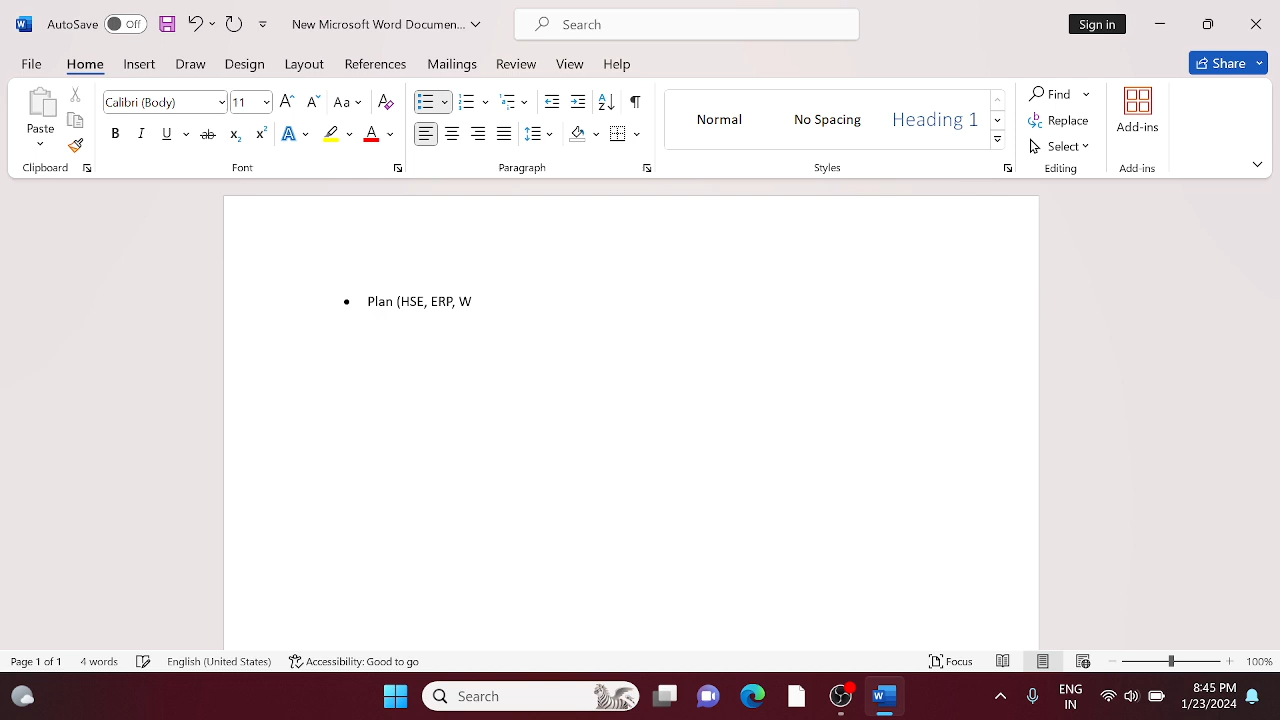 AutoSave Off New Microsoft Word Documen... Search Sign in
File Home Insert Draw Design Layout References Mailings Review View Help Share
Paste
Clipboard
Calibri (Body) 11 Aa
Font
Paragraph
Normal No Spacing Heading 1
Styles
Find
Replace
Select
Editing
Add-ins
Add-ins
• Plan (HSE, ERP, W
Page 1 of 1 4 words English (United States) Accessibility: Good to go Focus 100%
Search
ENG
IN
8:45 PM
1/23/2024